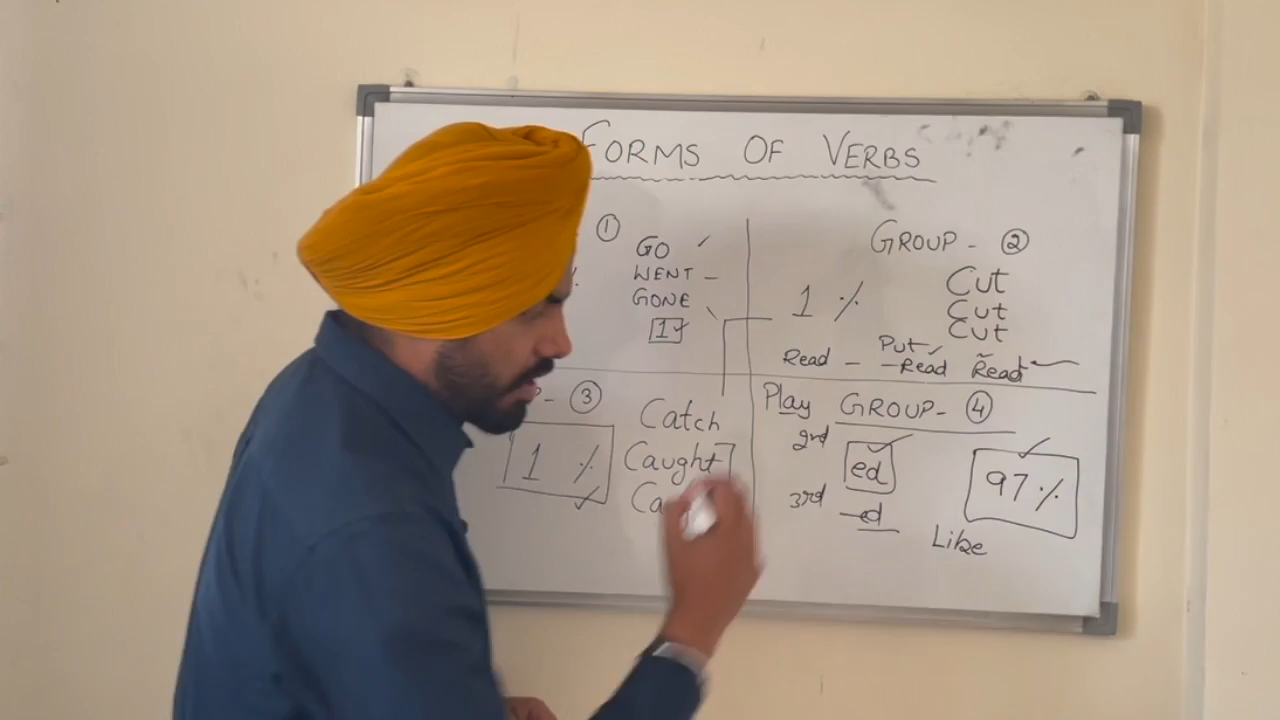 FORMS OF VERBS
①
GO
WENT -
GONE
1
GROUP - ②
1 %
Cut
Cut
Cut
Put
Read - - Read Read
- ③
1 %
Catch
Caught
Ca
Play GROUP- ④
2nd ed
3rd -ed
97 %
Like